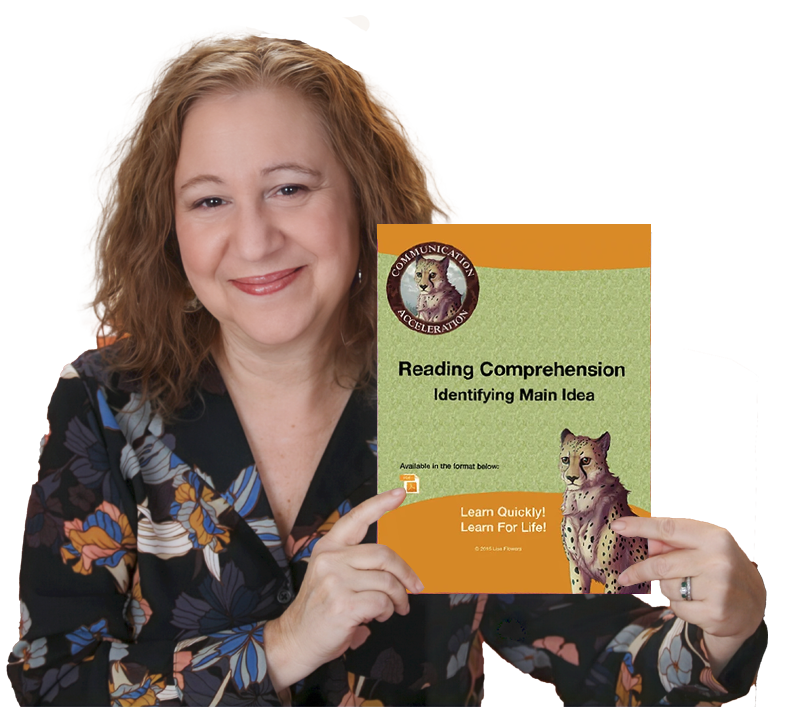 COMMUNICATION
ACCELERATION
Reading Comprehension
Identifying Main Idea
Available in the format below:
Learn Quickly!
Learn For Life!